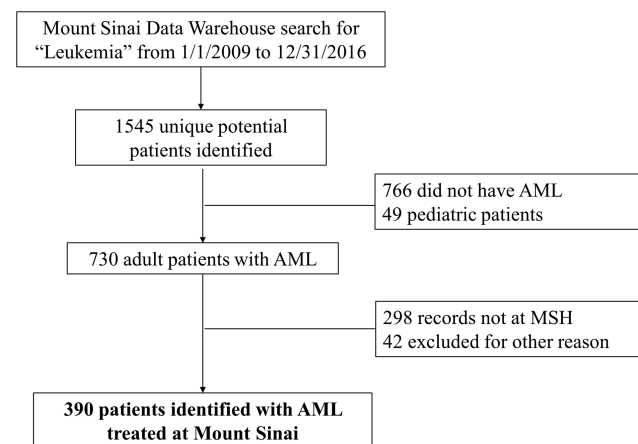 Mount Sinai Data Warehouse search for
“Leukemia” from 1/1/2009 to 12/31/2016
1545 unique potential
patients identified
766 did not have AML
49 pediatric patients
730 adult patients with AML
298 records not at MSH
42 excluded for other reason
390 patients identified with AML
treated at Mount Sinai